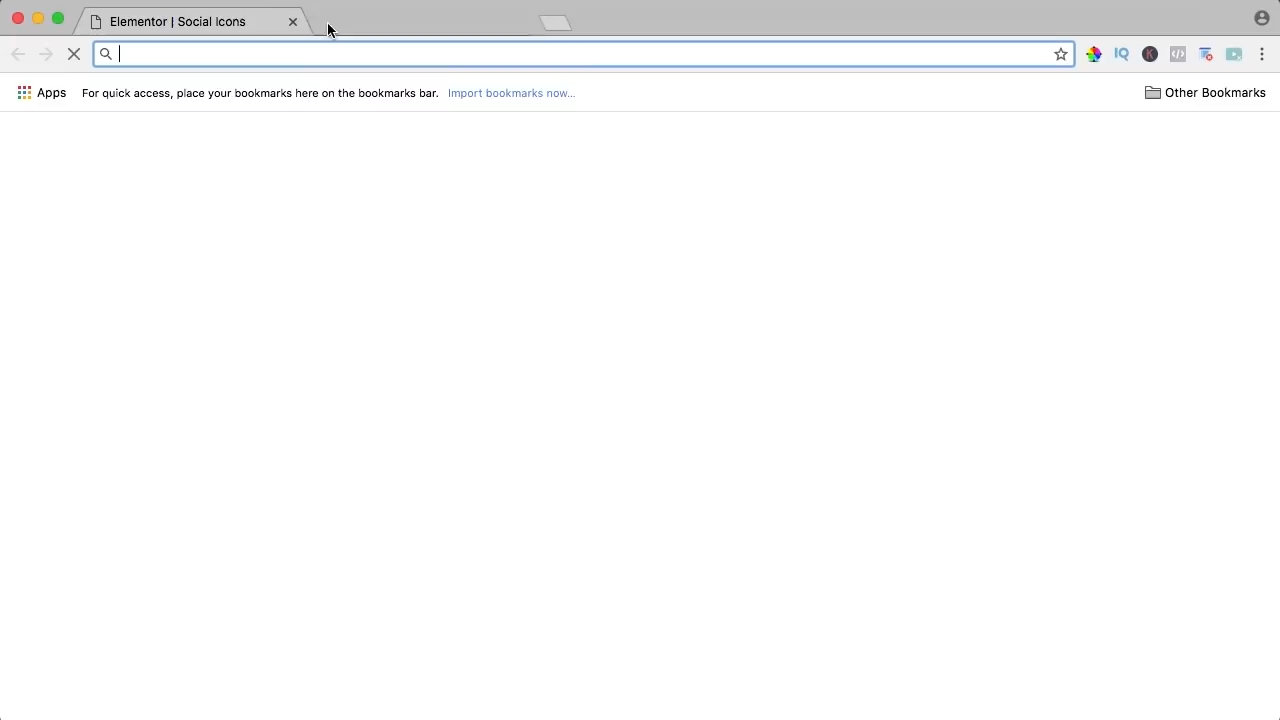 Elementor | Social Icons
Apps
For quick access, place your bookmarks here on the bookmarks bar. Import bookmarks now...
Other Bookmarks
IQ
K